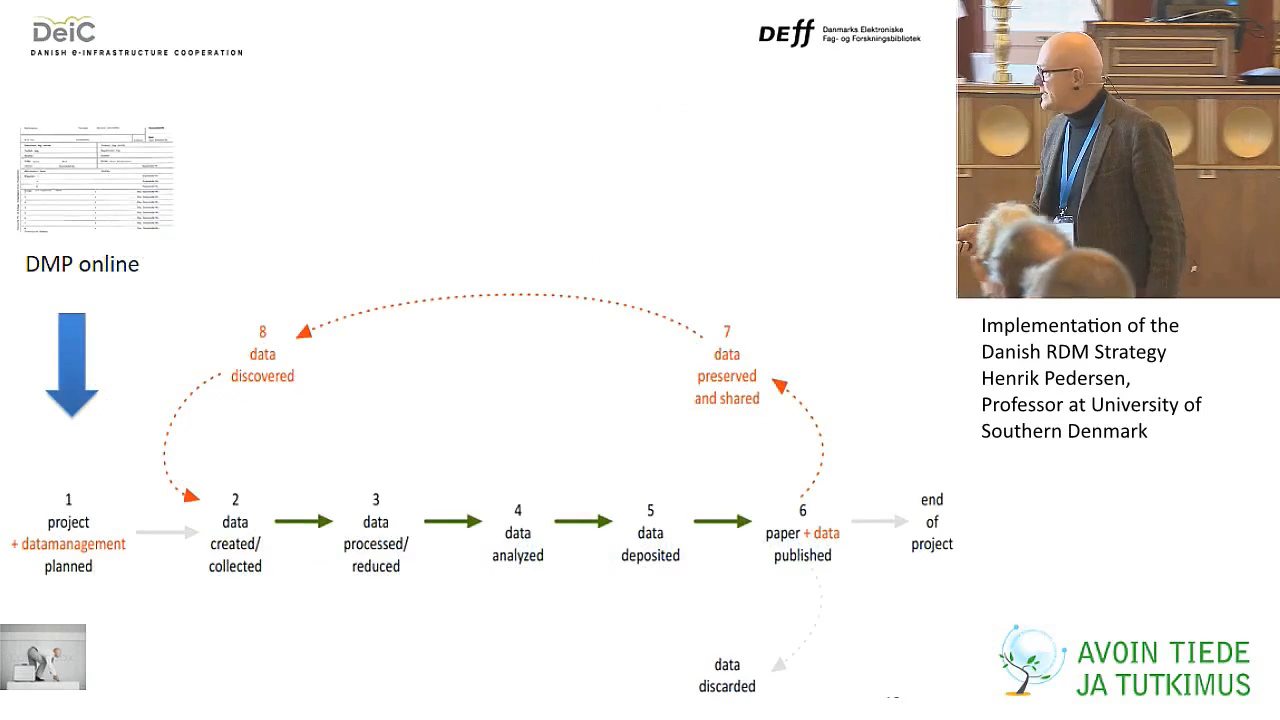 DeiC
DANISH e-INFRASTRUCTURE COOPERATION
DEff
Danmarks Elektroniske
Fag- og Forskningsbibliotek
DMP online
8
data
discovered
7
data
preserved
and shared
1
project
+ datamanagement
planned
2
data
created/
collected
3
data
processed/
reduced
4
data
analyzed
5
data
deposited
6
paper + data
published
end
of
project
data
discarded
Implementation of the
Danish RDM Strategy
Henrik Pedersen,
Professor at University of
Southern Denmark
AVOIN TIEDE
JA TUTKIMUS